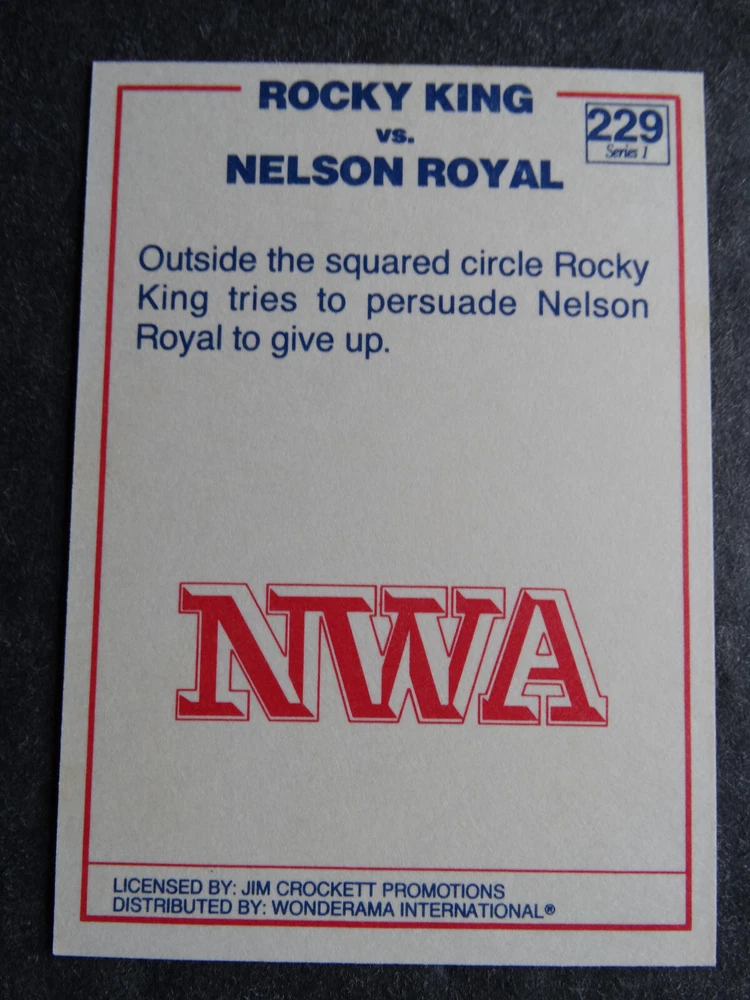 ROCKY KING
vs.
NELSON ROYAL
229
Series 1
Outside the squared circle Rocky
King tries to persuade Nelson
Royal to give up.
NWA
LICENSED BY: JIM CROCKETT PROMOTIONS
DISTRIBUTED BY: WONDERAMA INTERNATIONAL®